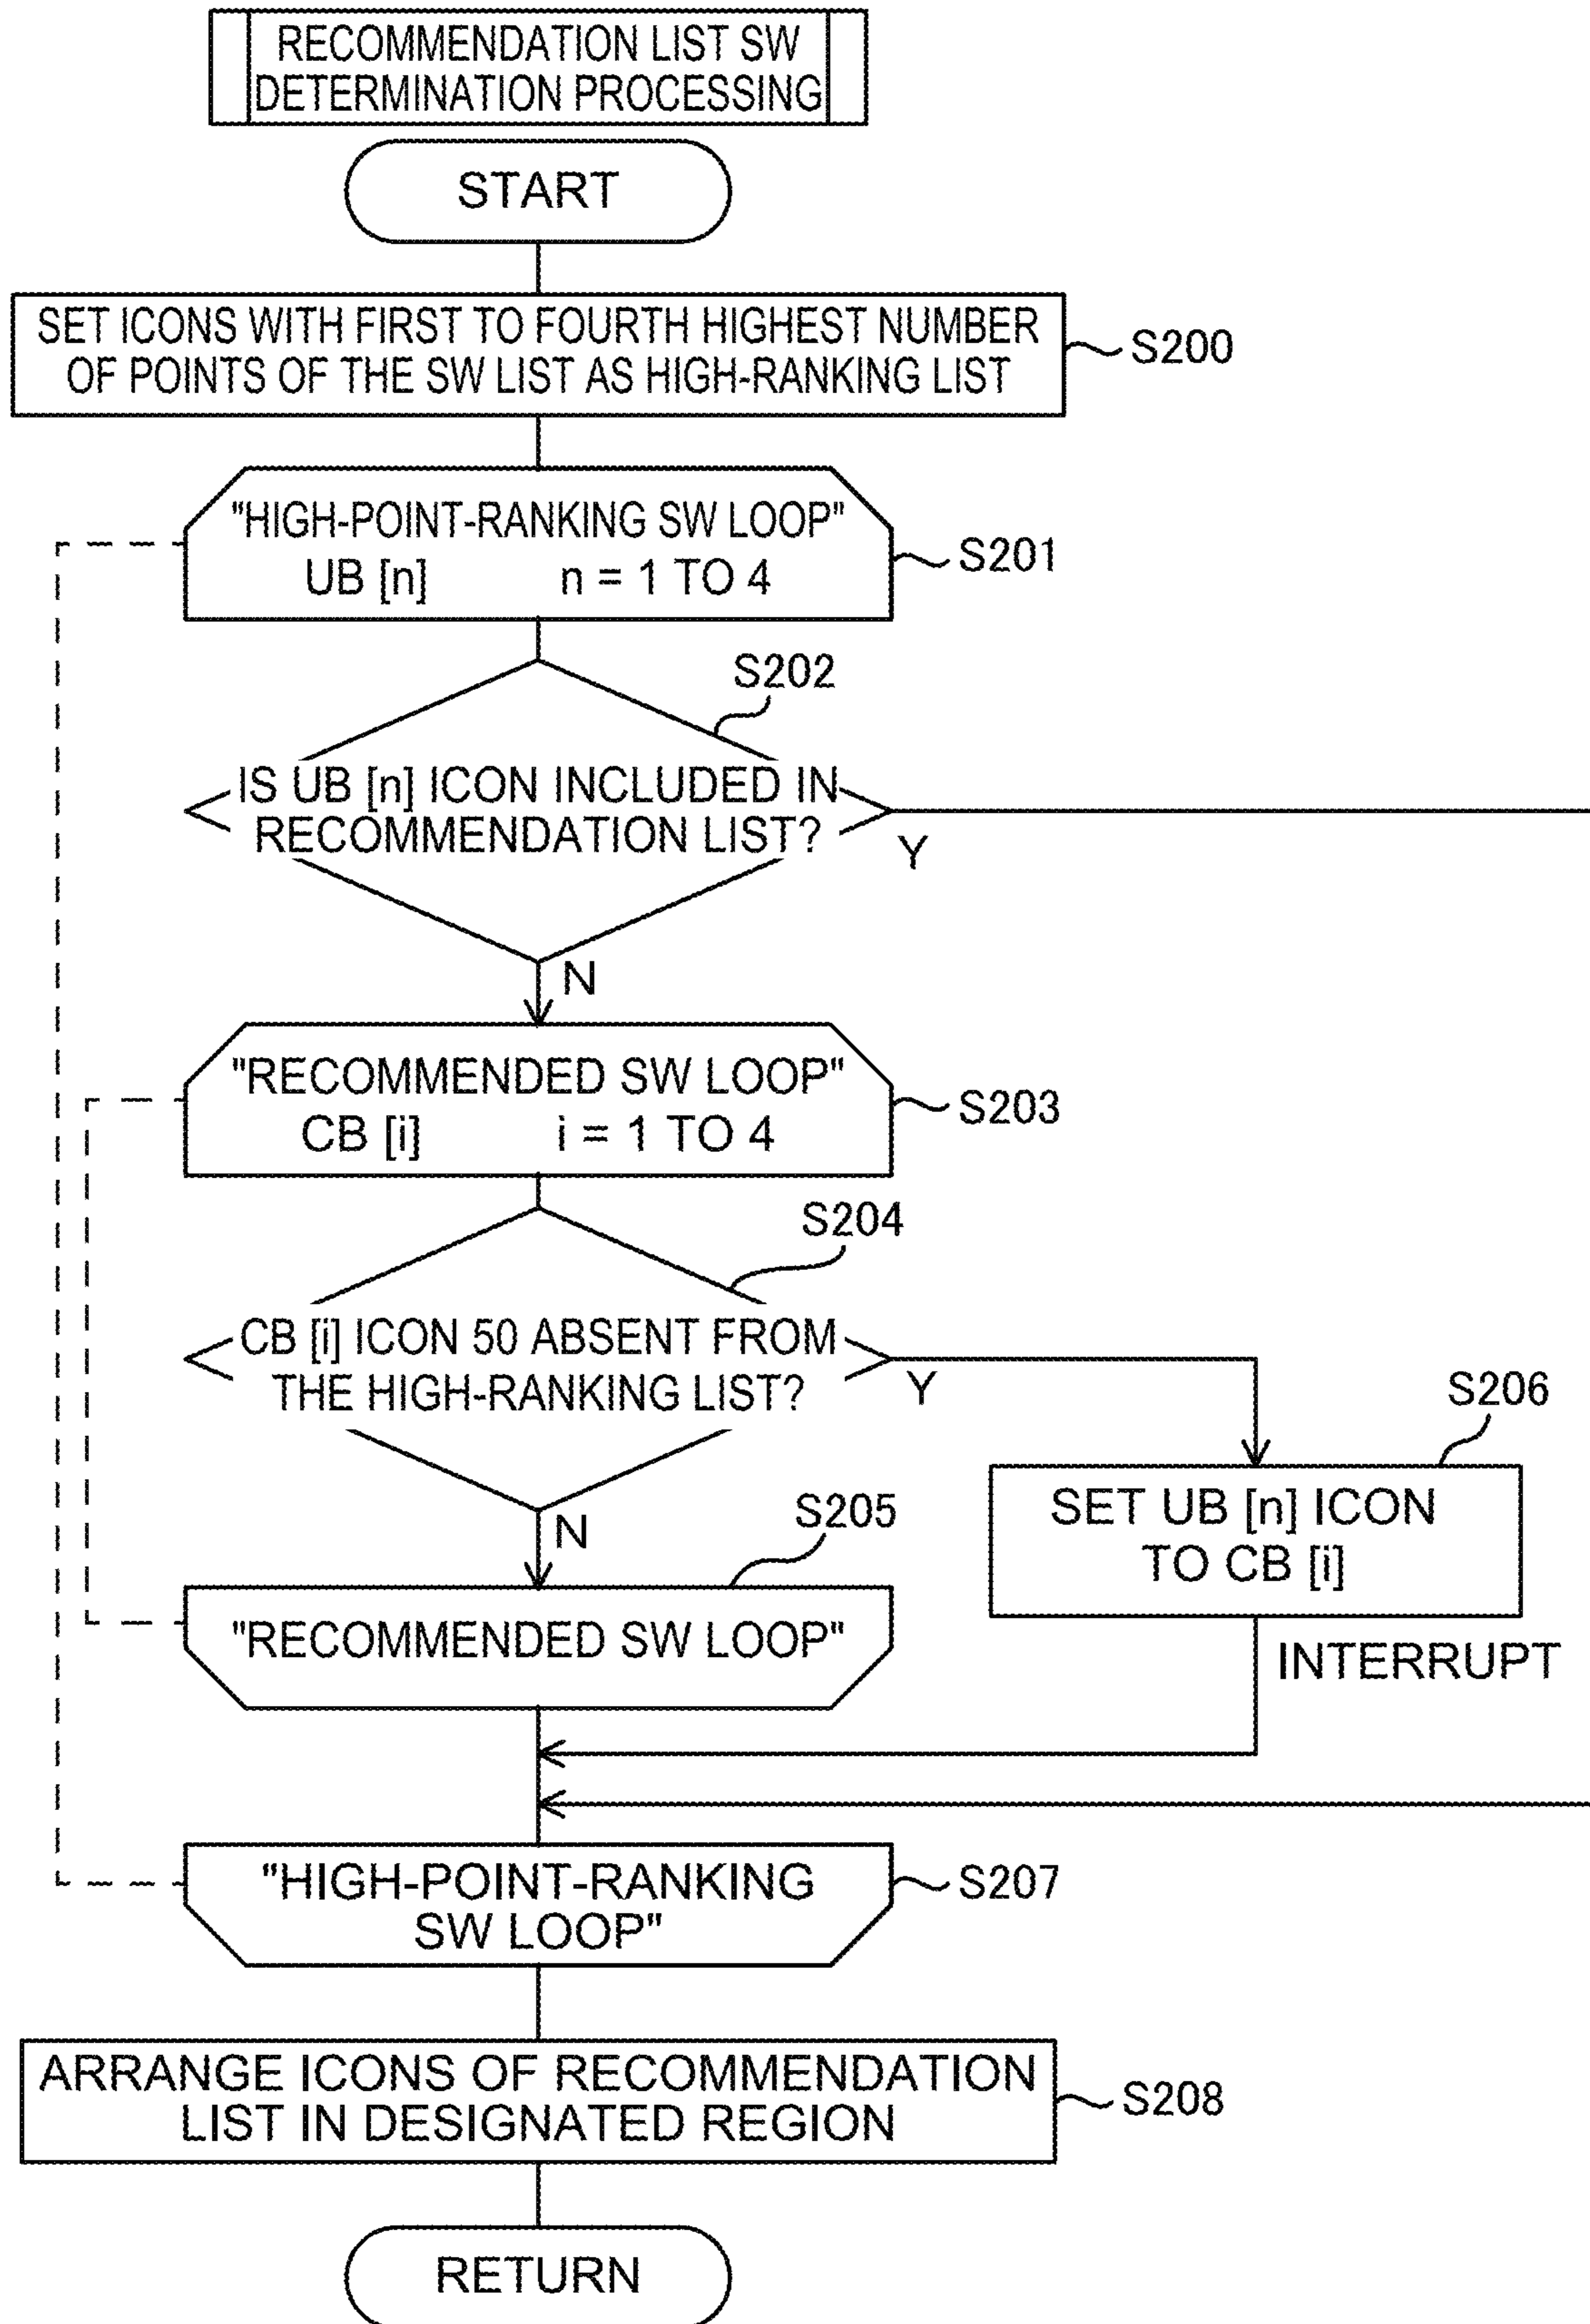 RECOMMENDATION LIST SW
DETERMINATION PROCESSING
START
SET ICONS WITH FIRST TO FOURTH HIGHEST NUMBER
OF POINTS OF THE SW LIST AS HIGH-RANKING LIST
S200
"HIGH-POINT-RANKING SW LOOP"
UB [n] n = 1 TO 4
S201
S202
IS UB [n] ICON INCLUDED IN
RECOMMENDATION LIST?
Y
N
"RECOMMENDED SW LOOP"
CB [i] i = 1 TO 4
S203
S204
CB [i] ICON 50 ABSENT FROM
THE HIGH-RANKING LIST?
Y
N
S206
SET UB [n] ICON
TO CB [i]
S205
"RECOMMENDED SW LOOP"
INTERRUPT
"HIGH-POINT-RANKING
SW LOOP"
S207
ARRANGE ICONS OF RECOMMENDATION
LIST IN DESIGNATED REGION
S208
RETURN